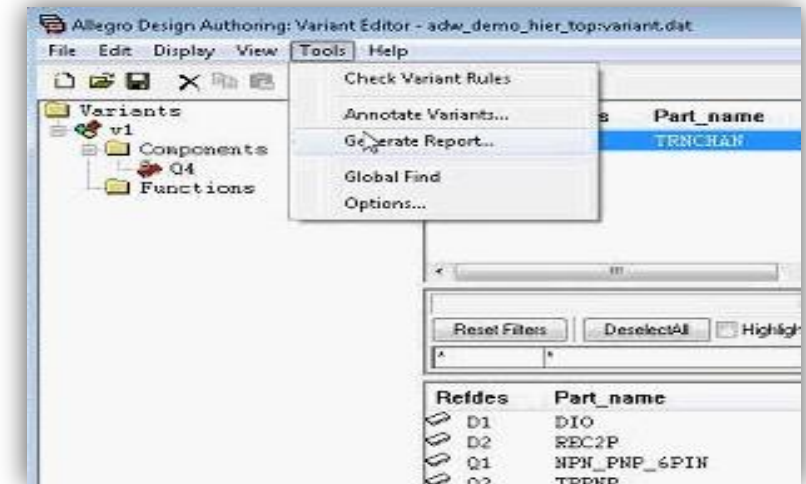 Allegro Design Authoring: Variant Editor - adw_demo_hier_top:variant.dat
File Edit Display View Tools Help
Check Variant Rules
Annotate Variants...
Generate Report...
Global Find
Options...
Variants
v1
Components
Q4
Functions
s Part_name
TRNCHAN
Reset Filters DeselectAll Highligh
* *
Refdes Part_name
D1 DIO
D2 REC2P
Q1 NPN_PNP_6PIN